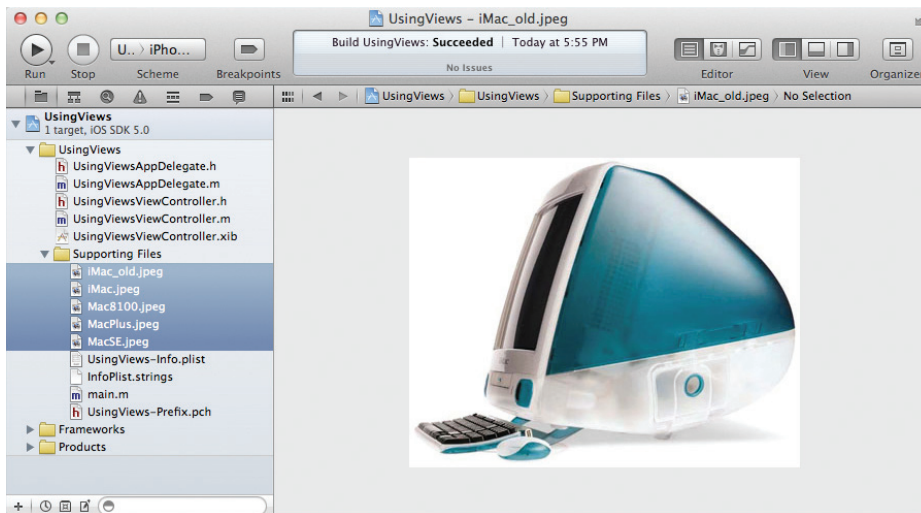 UsingViews – iMac_old.jpeg
U.. › iPho...
Build UsingViews: Succeeded | Today at 5:55 PM
No Issues
Run Stop Scheme Breakpoints Editor View Organize
UsingViews › UsingViews › Supporting Files › iMac_old.jpeg › No Selection
UsingViews
1 target, iOS SDK 5.0
UsingViews
h UsingViewsAppDelegate.h
m UsingViewsAppDelegate.m
h UsingViewsViewController.h
m UsingViewsViewController.m
UsingViewsViewController.xib
Supporting Files
iMac_old.jpeg
iMac.jpeg
Mac8100.jpeg
MacPlus.jpeg
MacSE.jpeg
UsingViews-Info.plist
InfoPlist.strings
m main.m
h UsingViews-Prefix.pch
Frameworks
Products